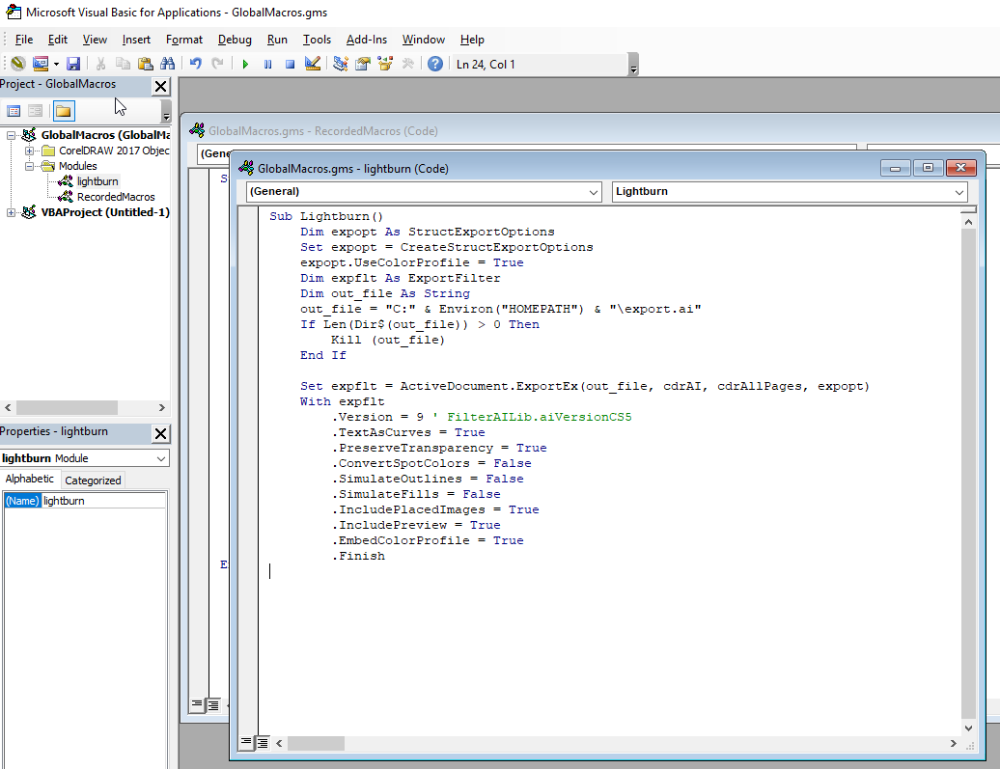 Microsoft Visual Basic for Applications - GlobalMacros.gms
File Edit View Insert Format Debug Run Tools Add-Ins Window Help
Ln 24, Col 1
Project - GlobalMacros
GlobalMacros (GlobalMa
CorelDRAW 2017 Objec
Modules
lightburn
RecordedMacros
VBAProject (Untitled-1)
Properties - lightburn
lightburn Module
Alphabetic Categorized
(Name) lightburn
GlobalMacros.gms - RecordedMacros (Code)
(Gene
S
E
GlobalMacros.gms - lightburn (Code)
(General) Lightburn
Sub Lightburn()
Dim expopt As StructExportOptions
Set expopt = CreateStructExportOptions
expopt.UseColorProfile = True
Dim expflt As ExportFilter
Dim out_file As String
out_file = "C:" & Environ("HOMEPATH") & "\export.ai"
If Len(Dir$(out_file)) > 0 Then
Kill (out_file)
End If
Set expflt = ActiveDocument.ExportEx(out_file, cdrAI, cdrAllPages, expopt)
With expflt
.Version = 9 ' FilterAILib.aiVersionCS5
.TextAsCurves = True
.PreserveTransparency = True
.ConvertSpotColors = False
.SimulateOutlines = False
.SimulateFills = False
.IncludePlacedImages = True
.IncludePreview = True
.EmbedColorProfile = True
.Finish